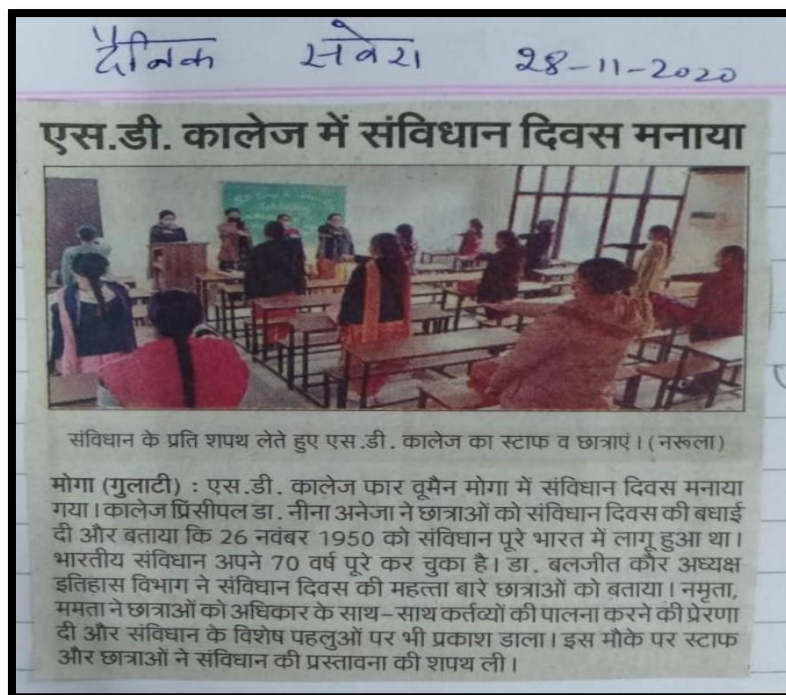 दैनिक सवेरा 28-11-2020
एस.डी. कालेज में संविधान दिवस मनाया
संविधान के प्रति शपथ लेते हुए एस.डी. कालेज का स्टाफ व छात्राएं। (नरूला)
मोगा (गुलाटी) : एस.डी. कालेज फार वूमैन मोगा में संविधान दिवस मनाया
गया। कालेज प्रिंसीपल डा. नीना अनेजा ने छात्राओं को संविधान दिवस की बधाई
दी और बताया कि 26 नवंबर 1950 को संविधान पूरे भारत में लागू हुआ था।
भारतीय संविधान अपने 70 वर्ष पूरे कर चुका है। डा. बलजीत कौर अध्यक्ष
इतिहास विभाग ने संविधान दिवस की महत्ता बारे छात्राओं को बताया। नमृता,
ममता ने छात्राओं को अधिकार के साथ-साथ कर्तव्यों की पालना करने की प्रेरणा
दी और संविधान के विशेष पहलुओं पर भी प्रकाश डाला। इस मौके पर स्टाफ
और छात्राओं ने संविधान की प्रस्तावना की शपथ ली।